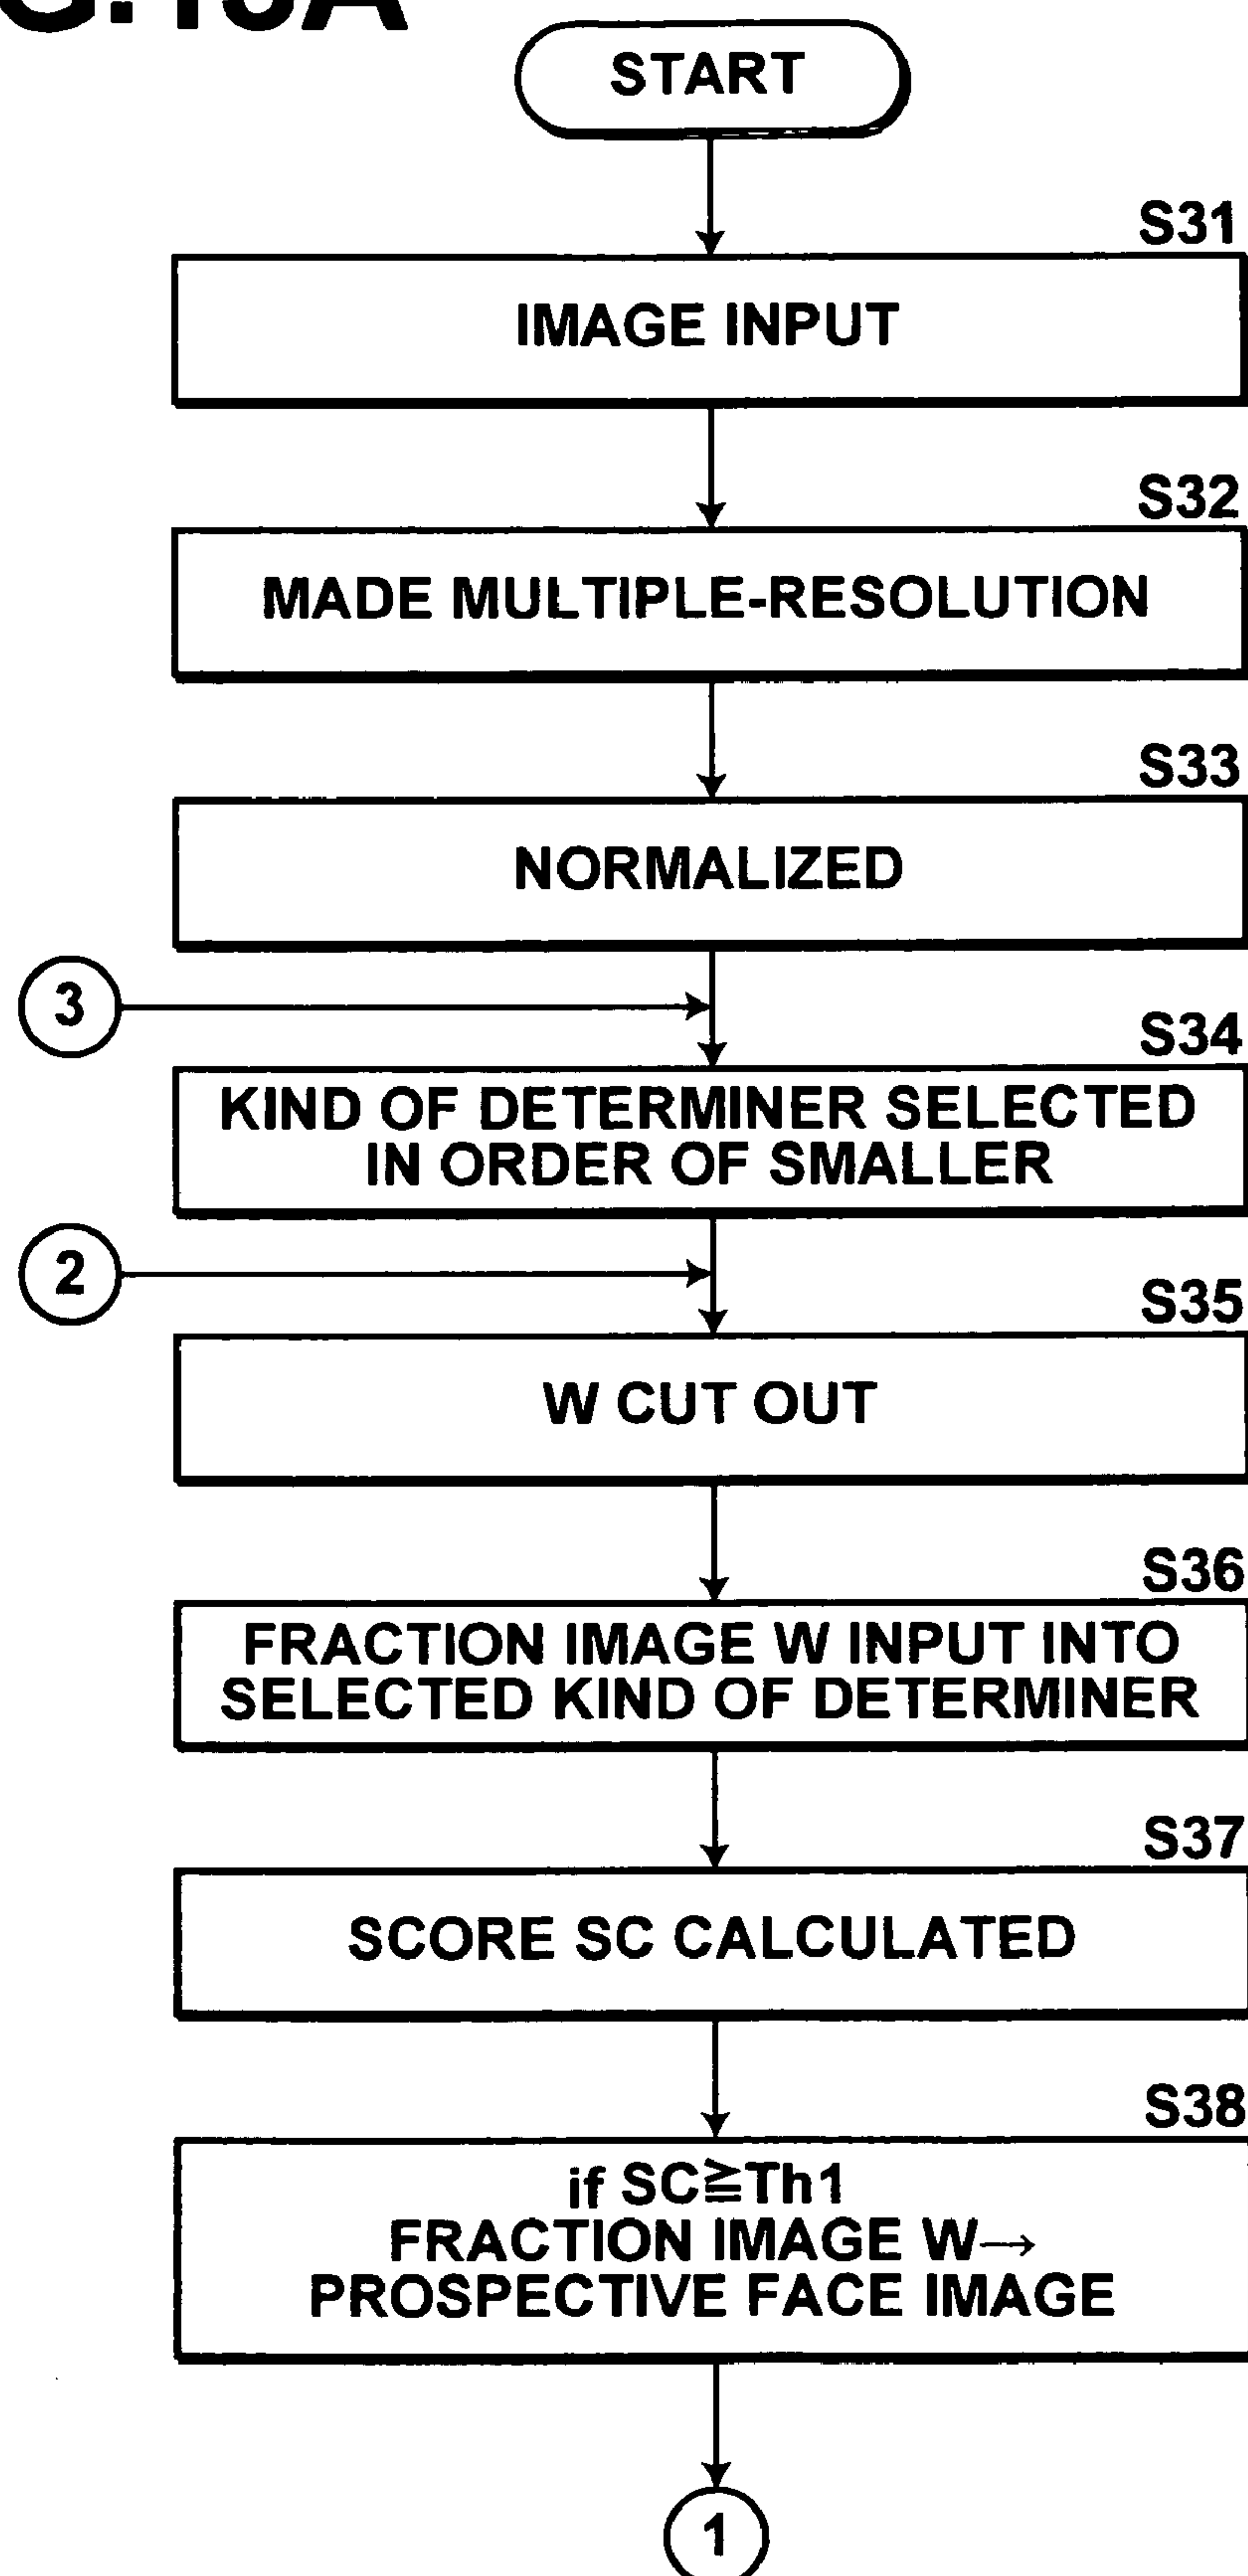 START
S31
IMAGE INPUT
S32
MADE MULTIPLE-RESOLUTION
S33
NORMALIZED
3
S34
KIND OF DETERMINER SELECTED
IN ORDER OF SMALLER
2
S35
W CUT OUT
S36
FRACTION IMAGE W INPUT INTO
SELECTED KIND OF DETERMINER
S37
SCORE SC CALCULATED
S38
if SC≧Th1
FRACTION IMAGE W→
PROSPECTIVE FACE IMAGE
1